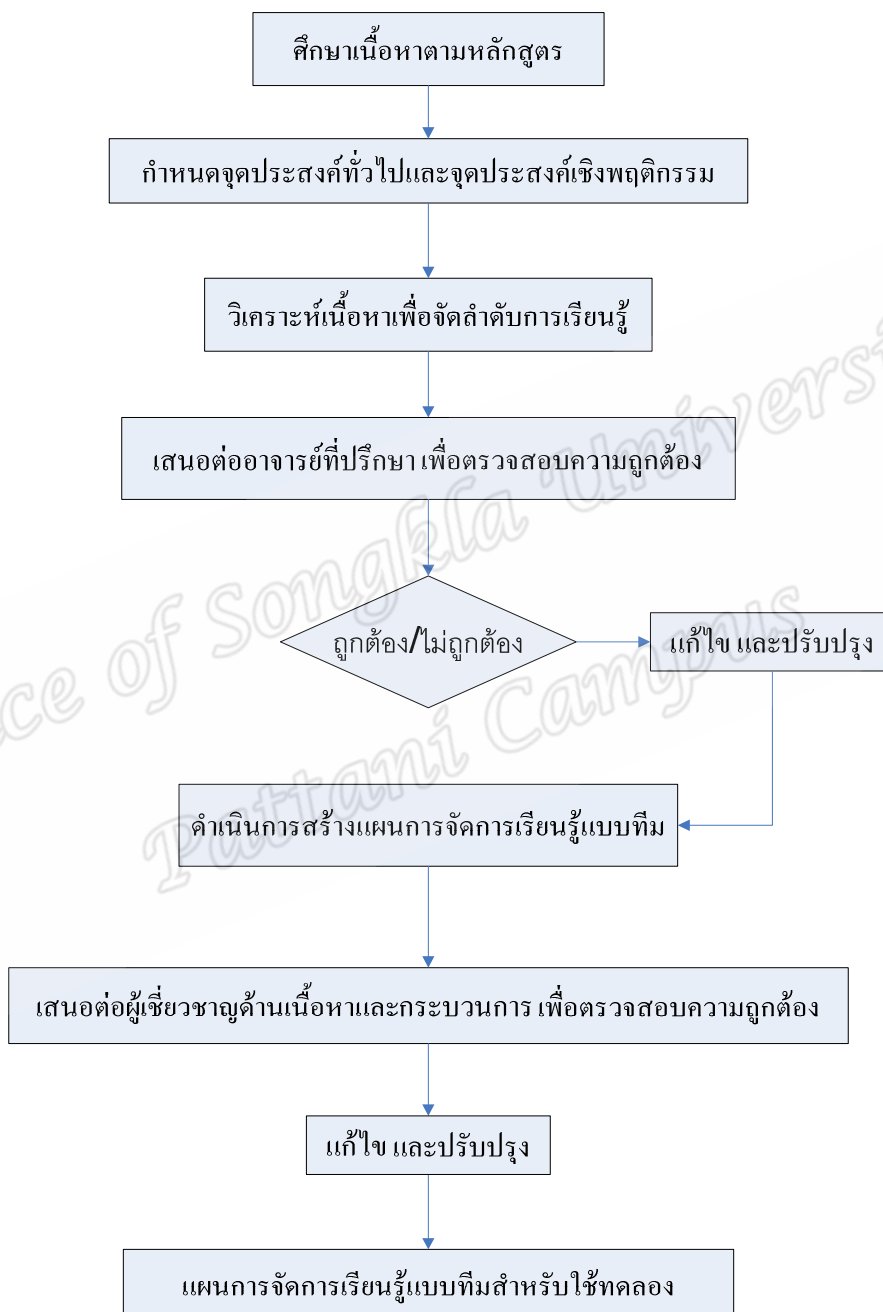 ศึกษาเนื้อหาตามหลักสูตร
กำหนดจุดประสงค์ทั่วไปและจุดประสงค์เชิงพฤติกรรม
วิเคราะห์เนื้อหาเพื่อจัดลำดับการเรียนรู้
เสนอต่ออาจารย์ที่ปรึกษา เพื่อตรวจสอบความถูกต้อง
ถูกต้อง/ไม่ถูกต้อง
แก้ไข และปรับปรุง
ดำเนินการสร้างแผนการจัดการเรียนรู้แบบทีม
เสนอต่อผู้เชี่ยวชาญด้านเนื้อหาและกระบวนการ เพื่อตรวจสอบความถูกต้อง
แก้ไข และปรับปรุง
แผนการจัดการเรียนรู้แบบทีมสำหรับใช้ทดลอง
of Songkla
Pattani Campus